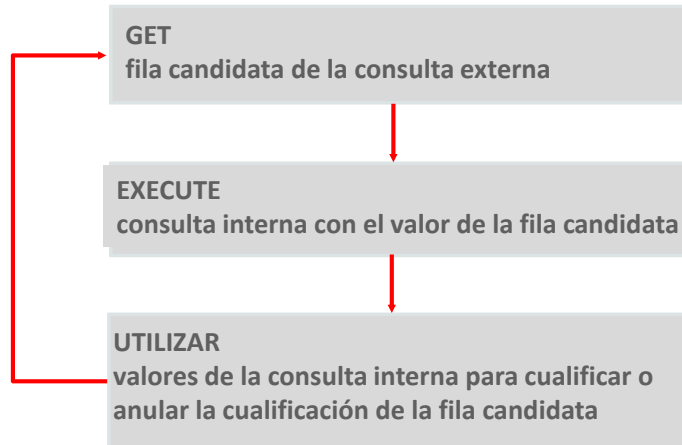 GET
fila candidata de la consulta externa
EXECUTE
consulta interna con el valor de la fila candidata
UTILIZAR
valores de la consulta interna para cualificar o
anular la cualificación de la fila candidata